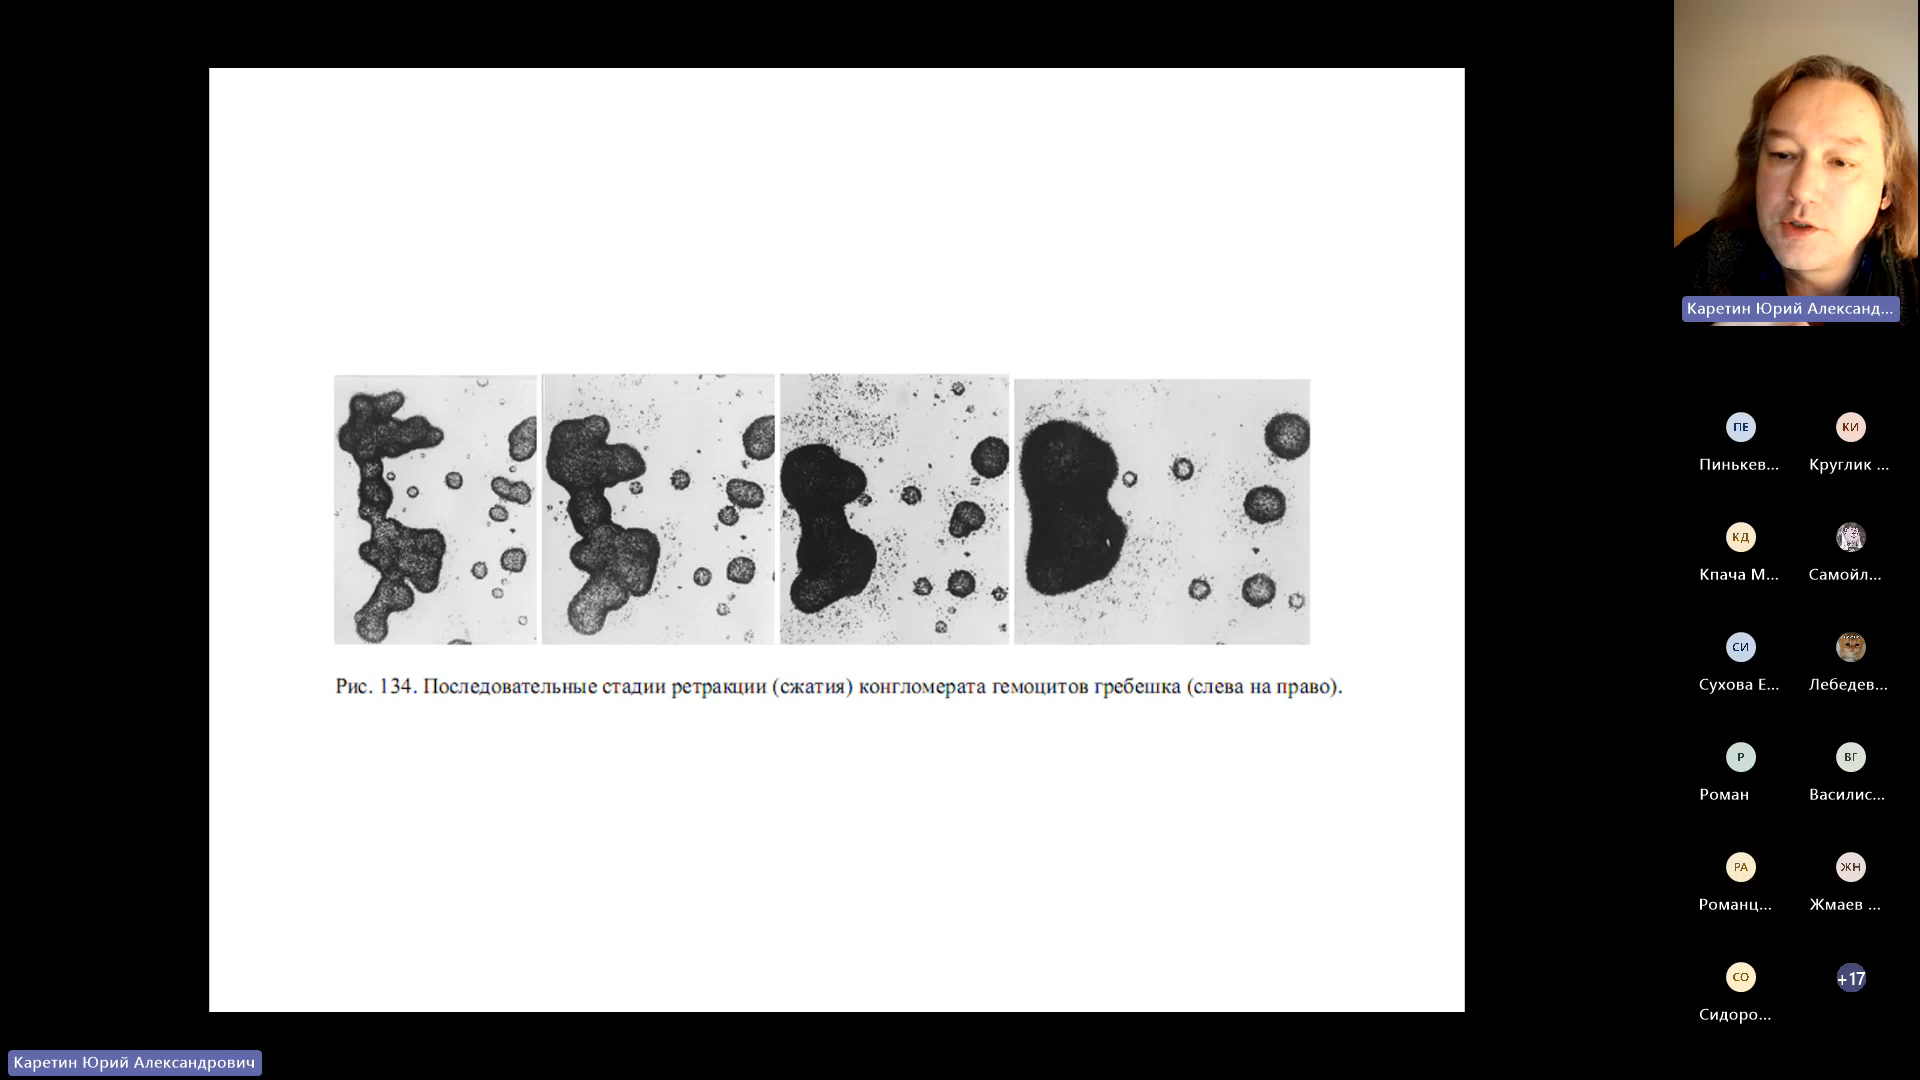 Рис. 134. Последовательные стадии ретракции (сжатия) конгломерата гемоцитов гребешка (слева на право).
Каретин Юрий Александ...
ПЕ КИ
Пинькев... Круглик ...
КД
Кпача М... Самойл...
СИ
Сухова Е... Лебедев...
Р ВГ
Роман Василис...
РА ЖН
Романц... Жмаев ...
СО +17
Сидоро...
Каретин Юрий Александрович